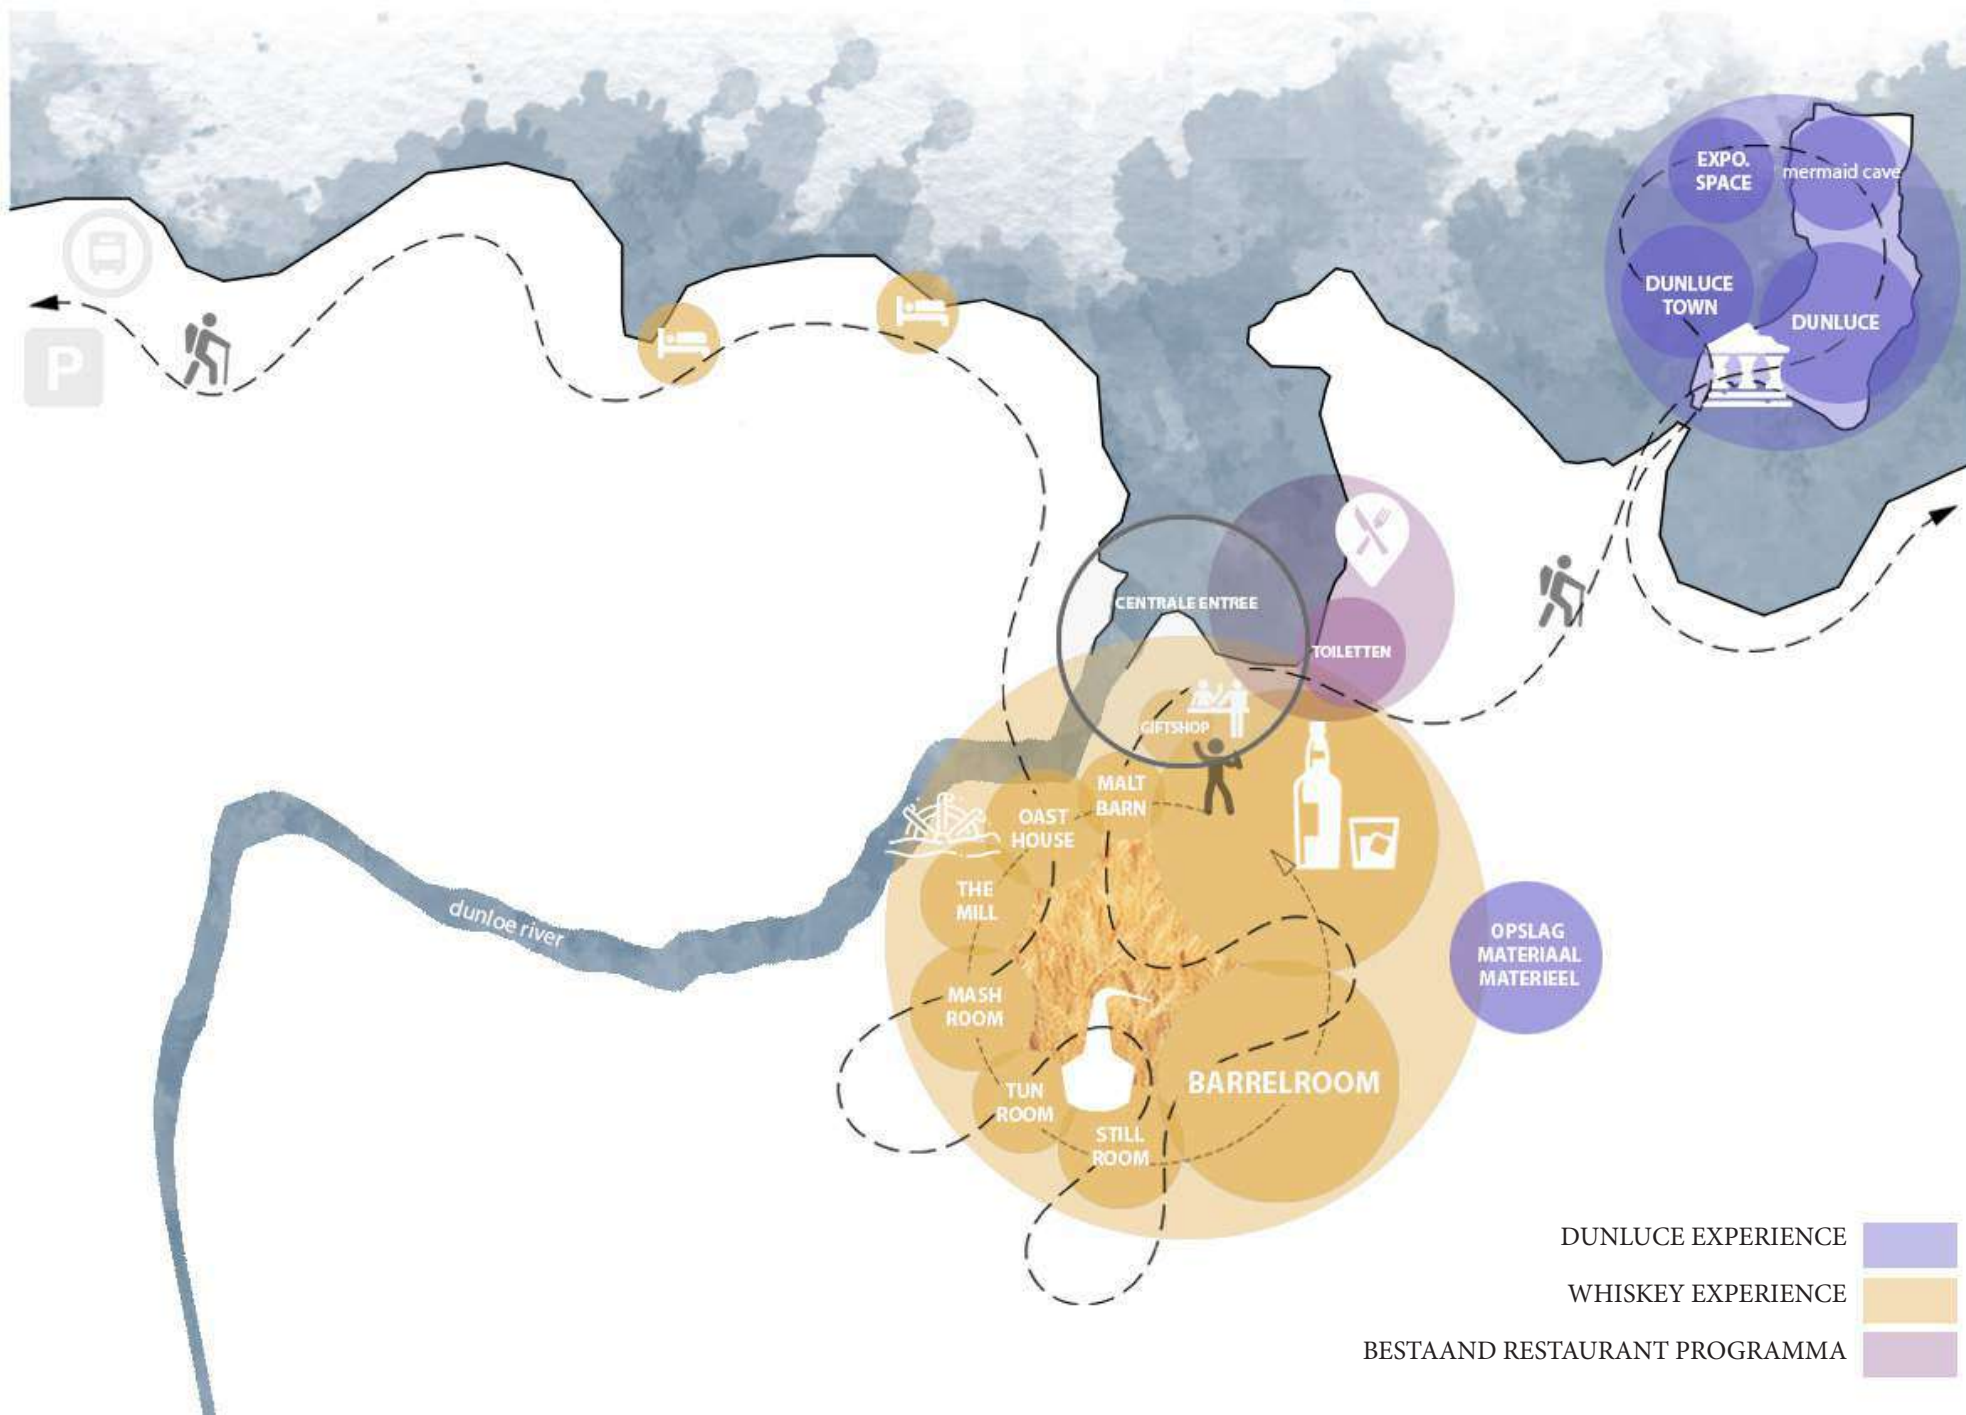 EXPO.
SPACE
mermaid cave
DUNLUCE
TOWN
DUNLUCE
P
CENTRALE ENTREE
TOILETTEN
GIFTSHOP
MALT
BARN
OAST
HOUSE
THE
MILL
dunloe river
OPSLAG
MATERIAAL
MATERIEEL
MASH
ROOM
TUN
ROOM
BARRELROOM
STILL
ROOM
DUNLUCE EXPERIENCE
WHISKEY EXPERIENCE
BESTAAND RESTAURANT PROGRAMMA